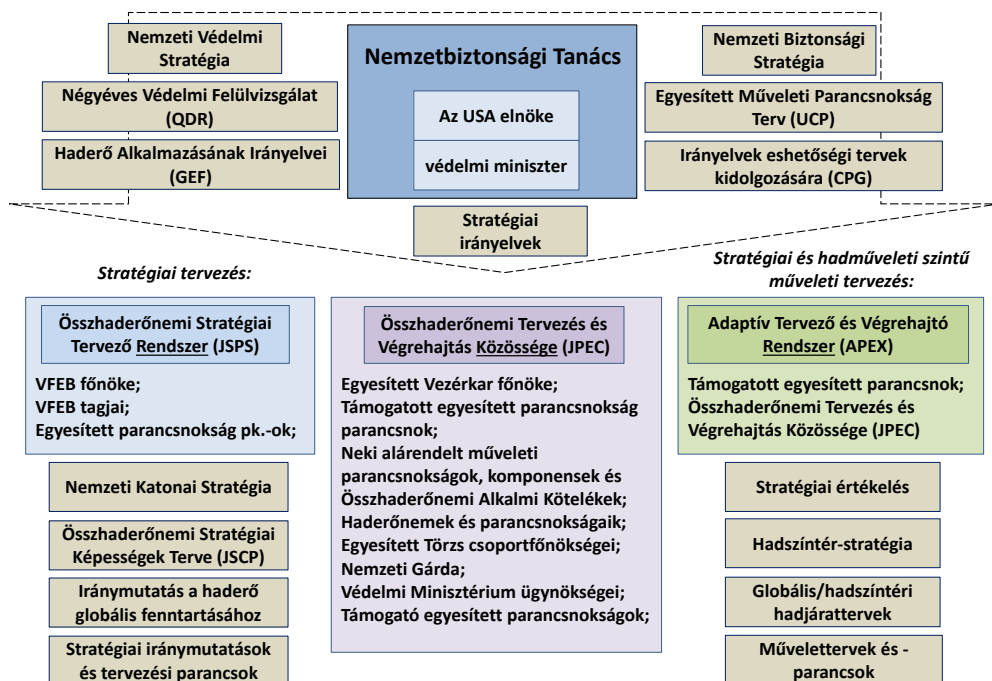 Nemzeti Védelmi
Stratégia
Négyéves Védelmi Felülvizsgálat
(QDR)
Haderő Alkalmazásának Irányelvei
(GEF)
Nemzetbiztonsági Tanács
Az USA elnöke
védelmi miniszter
Nemzeti Biztonsági
Stratégia
Egyesített Műveleti Parancsnokság
Terv (UCP)
Irányelvek eshetőségi tervek
kidolgozására (CPG)
Stratégiai
irányelvek
Stratégiai tervezés:
Összhaderőnemi Stratégiai
Tervező Rendszer (JSPS)
VFEB főnöke;
VFEB tagjai;
Egyesített parancsnokság pk.-ok;
Nemzeti Katonai Stratégia
Összhaderőnemi Stratégiai
Képességek Terve (JSCP)
Iránymutatás a haderő
globális fenntartásához
Stratégiai iránymutatások
és tervezési parancsok
Összhaderőnemi Tervezés és
Végrehajtás Közössége (JPEC)
Egyesített Vezérkar főnöke;
Támogatott egyesített parancsnokság
parancsnok;
Neki alárendelt műveleti
parancsnokságok, komponensek és
Összhaderőnemi Alkalmi Kötelékek;
Haderőnemek és parancsnokságaik;
Egyesített Törzs csoportfőnökségei;
Nemzeti Gárda;
Védelmi Minisztérium ügynökségei;
Támogató egyesített parancsnokságok;
Stratégiai és hadműveleti szintű
műveleti tervezés:
Adaptív Tervező és Végrehajtó
Rendszer (APEX)
Támogatott egyesített parancsnok;
Összhaderőnemi Tervezés és
Végrehajtás Közössége (JPEC)
Stratégiai értékelés
Hadszíntér-stratégia
Globális/hadszíntéri
hadjárattervek
Művelettervek és -
parancsok